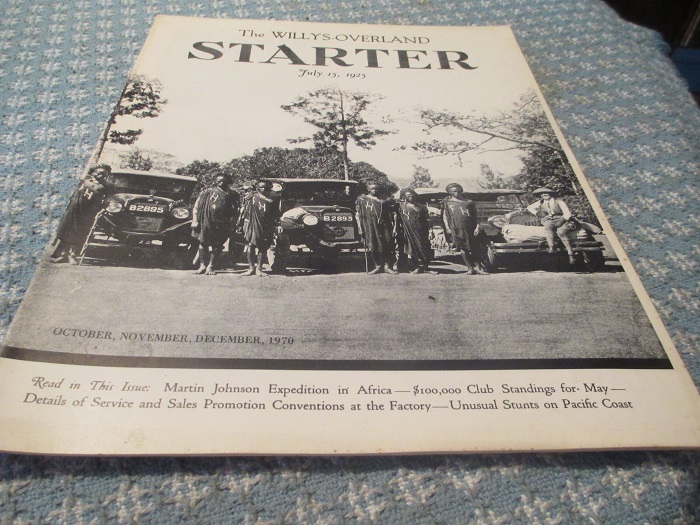 The WILLYS-OVERLAND
STARTER
July 15, 1925
B2895
B2893
OCTOBER, NOVEMBER, DECEMBER, 1970
Read in This Issue: Martin Johnson Expedition in Africa — $100,000 Club Standings for May —
Details of Service and Sales Promotion Conventions at the Factory — Unusual Stunts on Pacific Coast